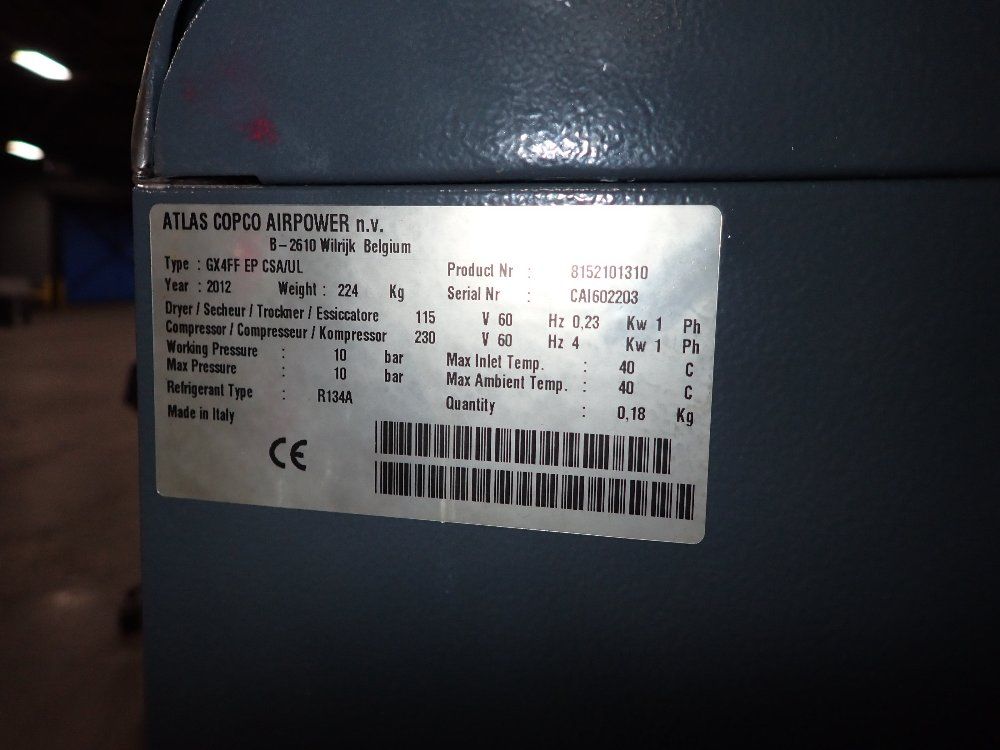 ATLAS COPCO AIRPOWER n.v.
B-2610 Wilrijk Belgium
Type : GX4FF EP CSA/UL Product Nr : 8152101310
Year : 2012 Weight : 224 Kg Serial Nr : CAI602203
Dryer / Secheur / Trockner / Essiccatore 115 V 60 Hz 0,23 Kw 1 Ph
Compressor / Compresseur / Kompressor 230 V 60 Hz 4 Kw 1 Ph
Working Pressure : 10 bar Max Inlet Temp. : 40 C
Max Pressure : 10 bar Max Ambient Temp. : 40 C
Refrigerant Type : R134A Quantity : 0,18 Kg
Made in Italy
CE